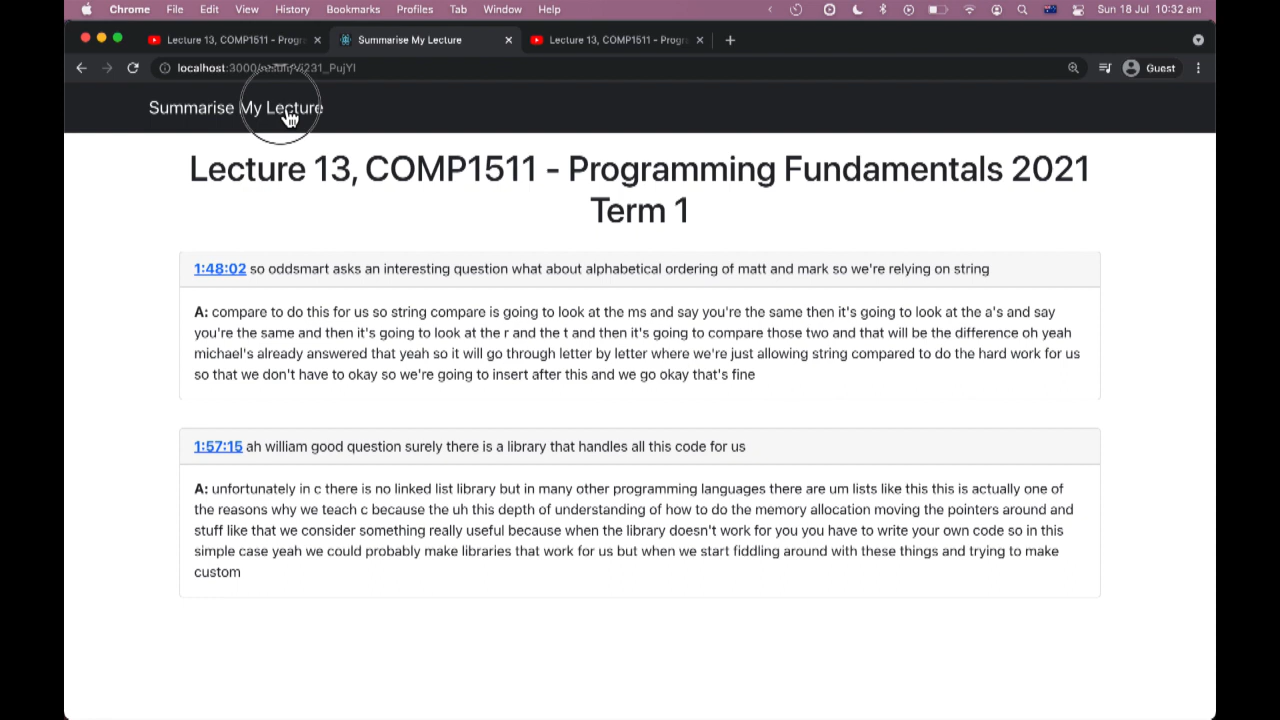 Chrome File Edit View History Bookmarks Profiles Tab Window Help Sun 18 Jul 10:32 am
Lecture 13, COMP1511 - Progr Summarise My Lecture Lecture 13, COMP1511 - Progr
localhost:3000 231_PujYI Guest
Summarise My Lecture
Lecture 13, COMP1511 - Programming Fundamentals 2021
Term 1
1:48:02 so oddsmart asks an interesting question what about alphabetical ordering of matt and mark so we're relying on string
A: compare to do this for us so string compare is going to look at the ms and say you're the same then it's going to look at the a's and say
you're the same and then it's going to look at the r and the t and then it's going to compare those two and that will be the difference oh yeah
michael's already answered that yeah so it will go through letter by letter where we're just allowing string compared to do the hard work for us
so that we don't have to okay so we're going to insert after this and we go okay that's fine
1:57:15 ah william good question surely there is a library that handles all this code for us
A: unfortunately in c there is no linked list library but in many other programming languages there are um lists like this this is actually one of
the reasons why we teach c because the uh this depth of understanding of how to do the memory allocation moving the pointers around and
stuff like that we consider something really useful because when the library doesn't work for you you have to write your own code so in this
simple case yeah we could probably make libraries that work for us but when we start fiddling around with these things and trying to make
custom